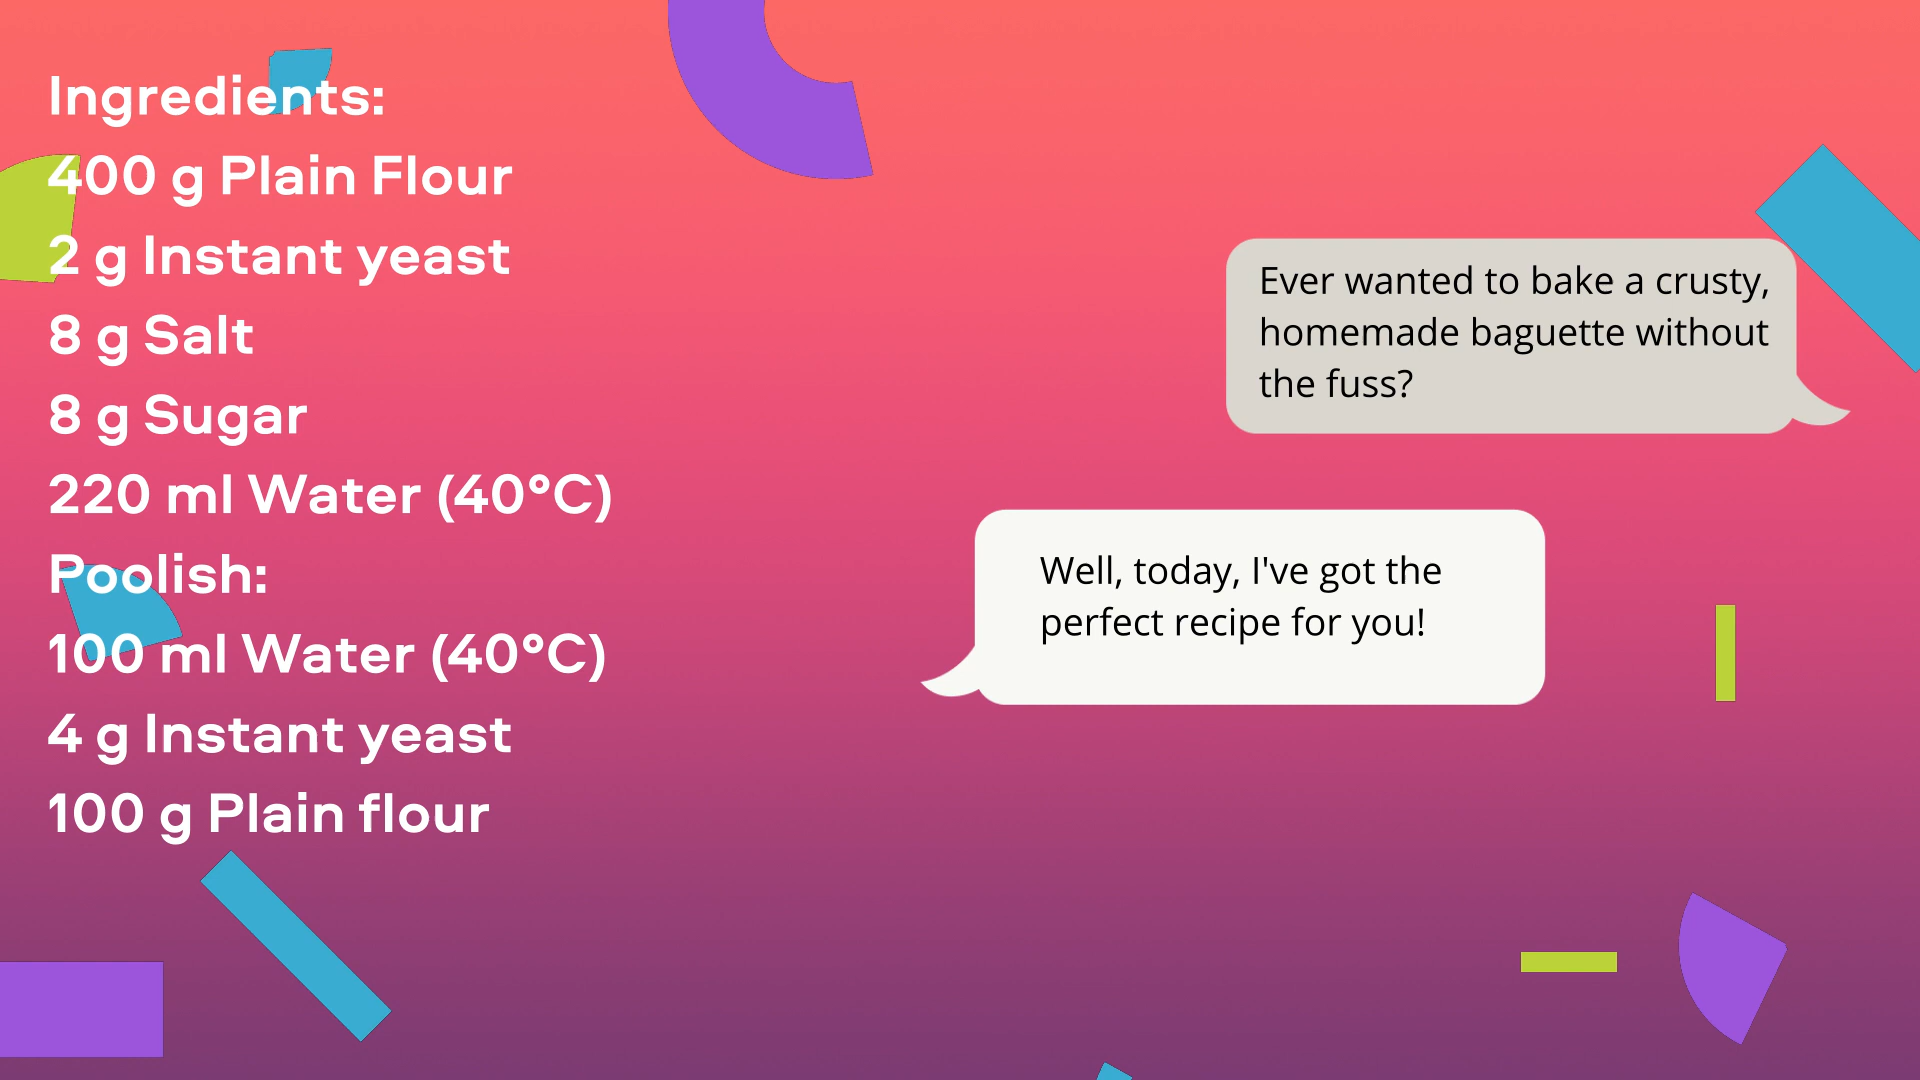 Ingredients:
400 g Plain Flour
2 g Instant yeast
8 g Salt
8 g Sugar
220 ml Water (40°C)
Poolish:
100 ml Water (40°C)
4 g Instant yeast
100 g Plain flour
Ever wanted to bake a crusty,
homemade baguette without
the fuss?
Well, today, I've got the
perfect recipe for you!